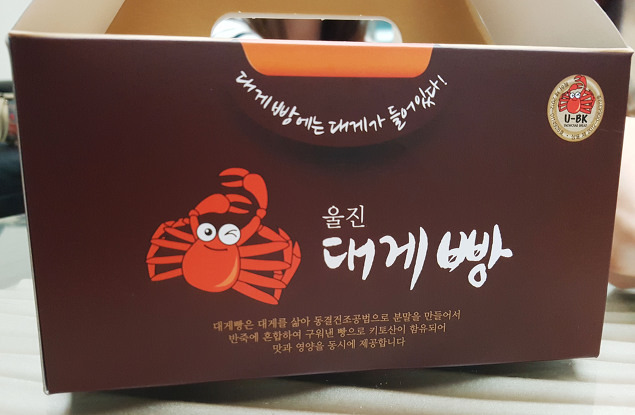 대게빵에는 대게가 들어있다!
U-BK
울진
대게빵
대게빵은 대게를 삶아 동결건조공법으로 분말을 만들어서
반죽에 혼합하여 구워낸 빵으로 키토산이 함유되어
맛과 영양을 동시에 제공합니다